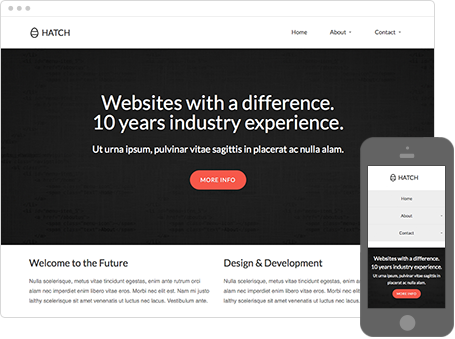 HATCH
Home About Contact
Websites with a difference.
10 years industry experience.
Ut urna ipsum, pulvinar vitae sagittis in placerat ac nulla alam.
MORE INFO
Welcome to the Future
Nulla scelerisque, metus vitae tincidunt egestas, enim ante rutrum orci
alam nec imperdiet enim libero vitae eros. Morbi nec elit est. Nam mi justo
lalthy scelerisque sit amet venenatis ut luctus nec lacus. Vestibulum ante.
Design & Development
Nulla scelerisque, metus vitae tincidunt egestas,
alam nec imperdiet enim libero vitae eros. Morbi nec
lalthy scelerisque sit amet venenatis ut luctus nec
HATCH
Home
About
Contact
Websites with a difference.
10 years industry experience.
Ut urna ipsum, pulvinar vitae sagittis in
placerat ac nulla alam.
MORE INFO